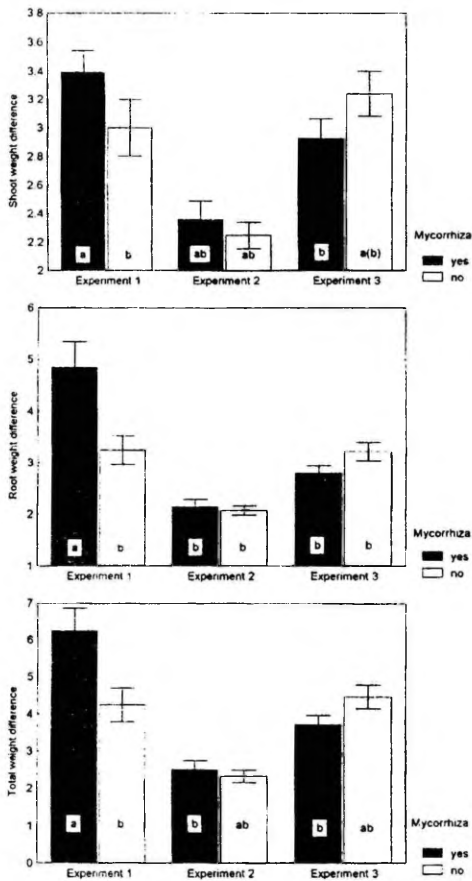 3.8
3.6
3.4
3.2
3
2.8
2.6
2.4
2.2
2
Shoot weight difference
a b ab ab b a(b)
Experiment 1 Experiment 2 Experiment 3
Mycorrhiza
yes
no
6
5
4
3
2
1
Root weight difference
a b b b b b
Experiment 1 Experiment 2 Experiment 3
Mycorrhiza
yes
no
7
6
5
4
3
2
1
0
Total weight difference
a b b ab b ab
Experiment 1 Experiment 2 Experiment 3
Mycorrhiza
yes
no